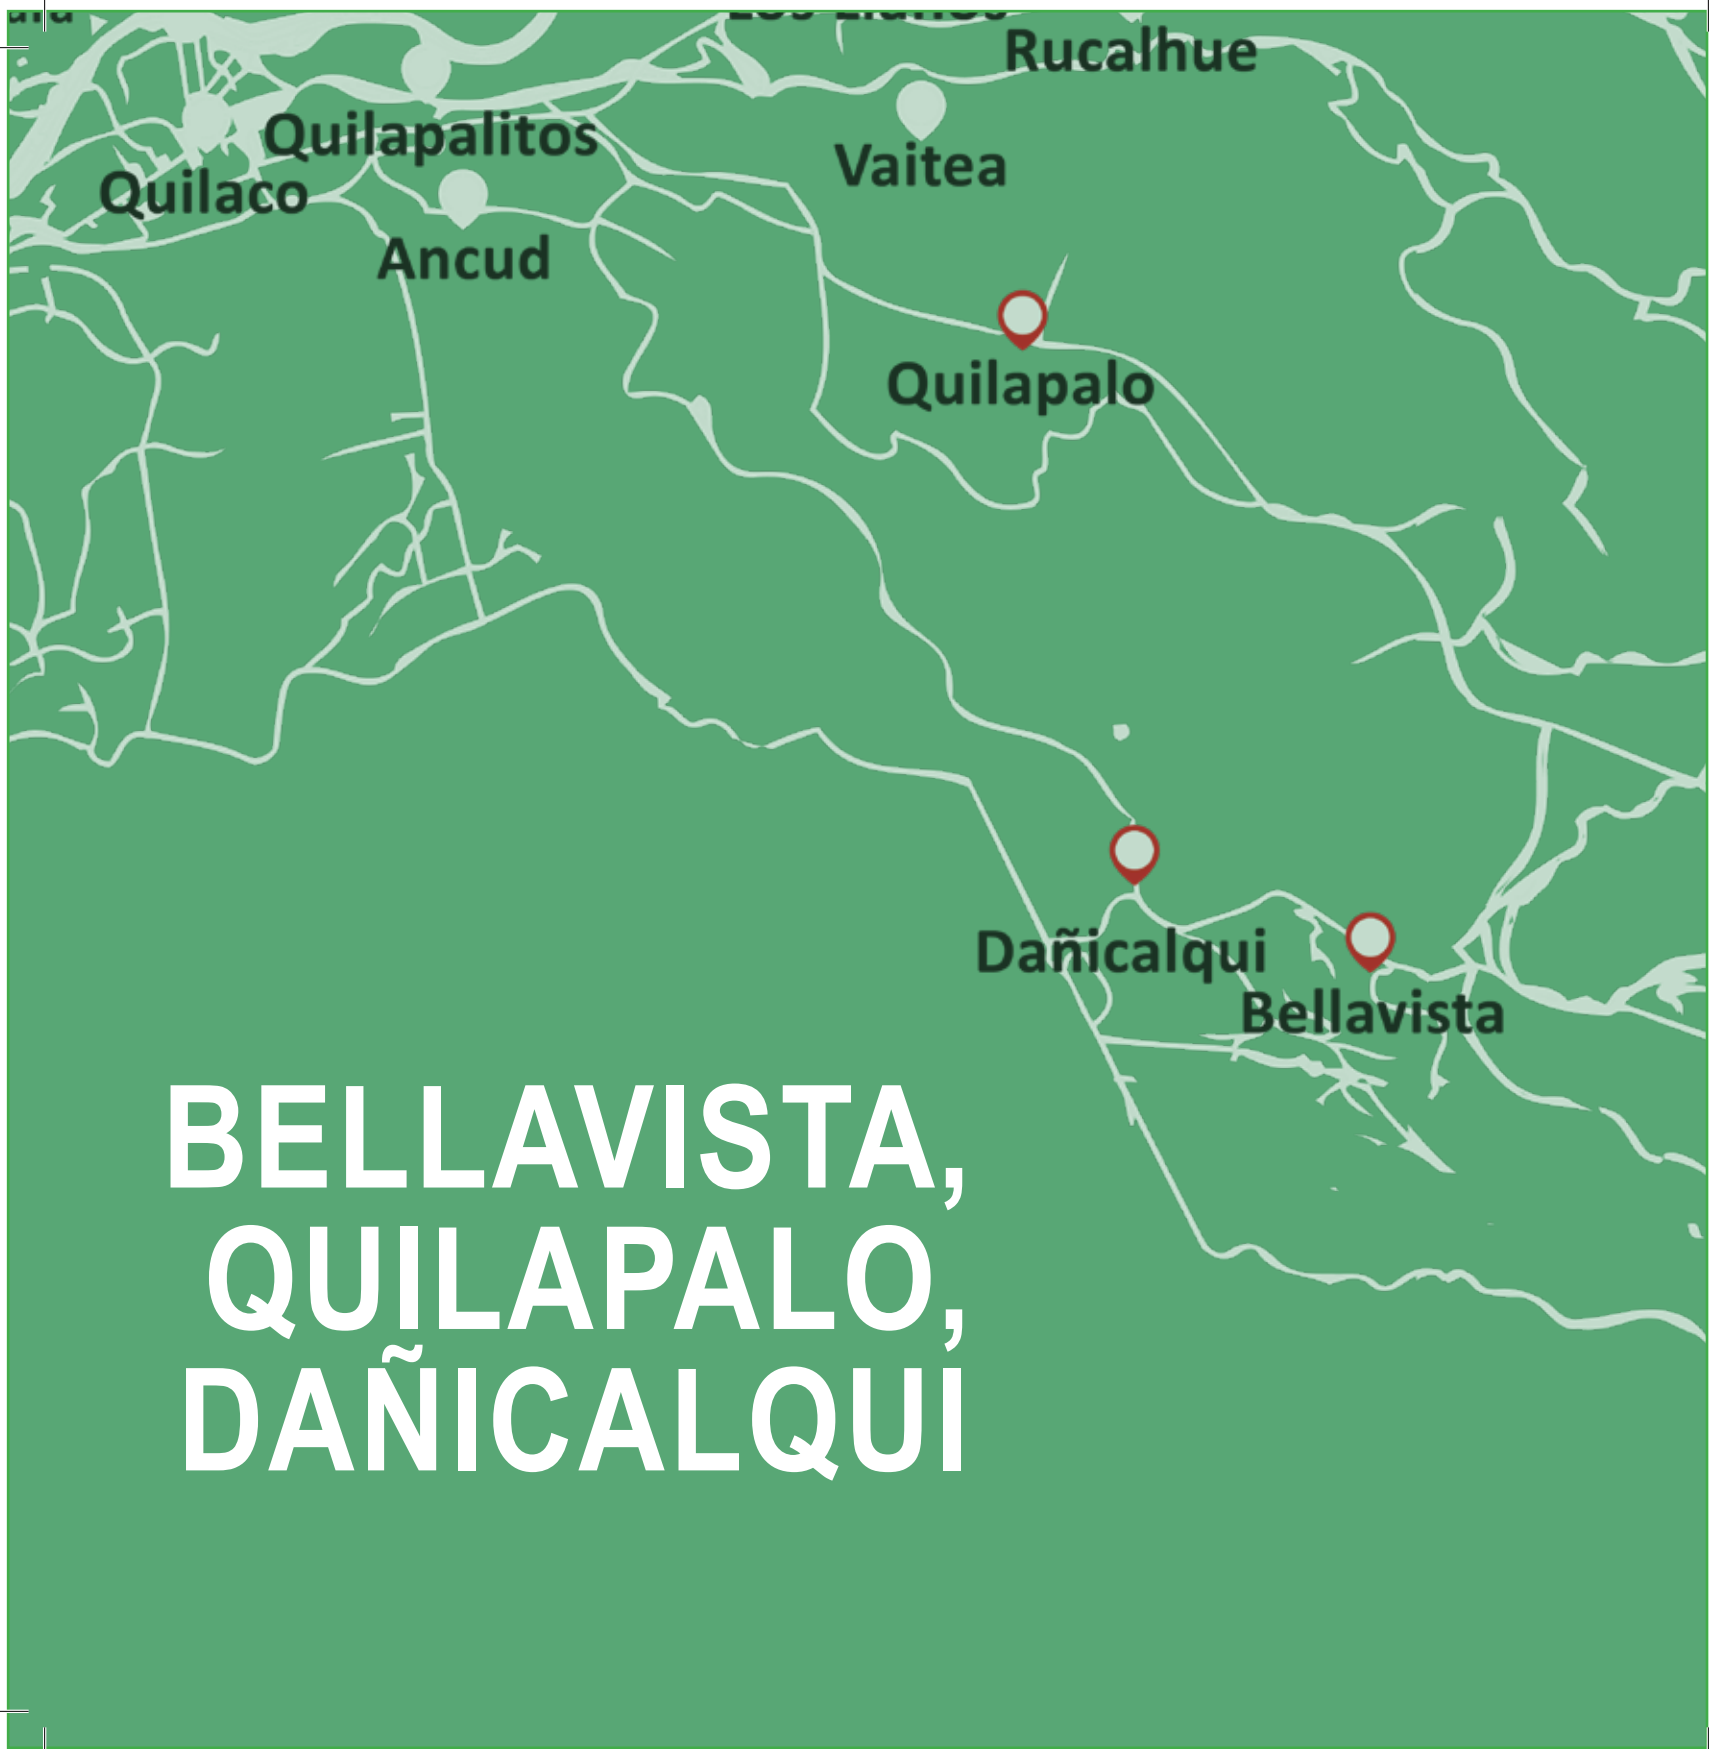 Rucalhue
Quilapalitos
Vaitea
Quilaco
Ancud
Quilapalo
Dañicalqui
Bellavista
BELLAVISTA,
QUILAPALO,
DAÑICALQUI